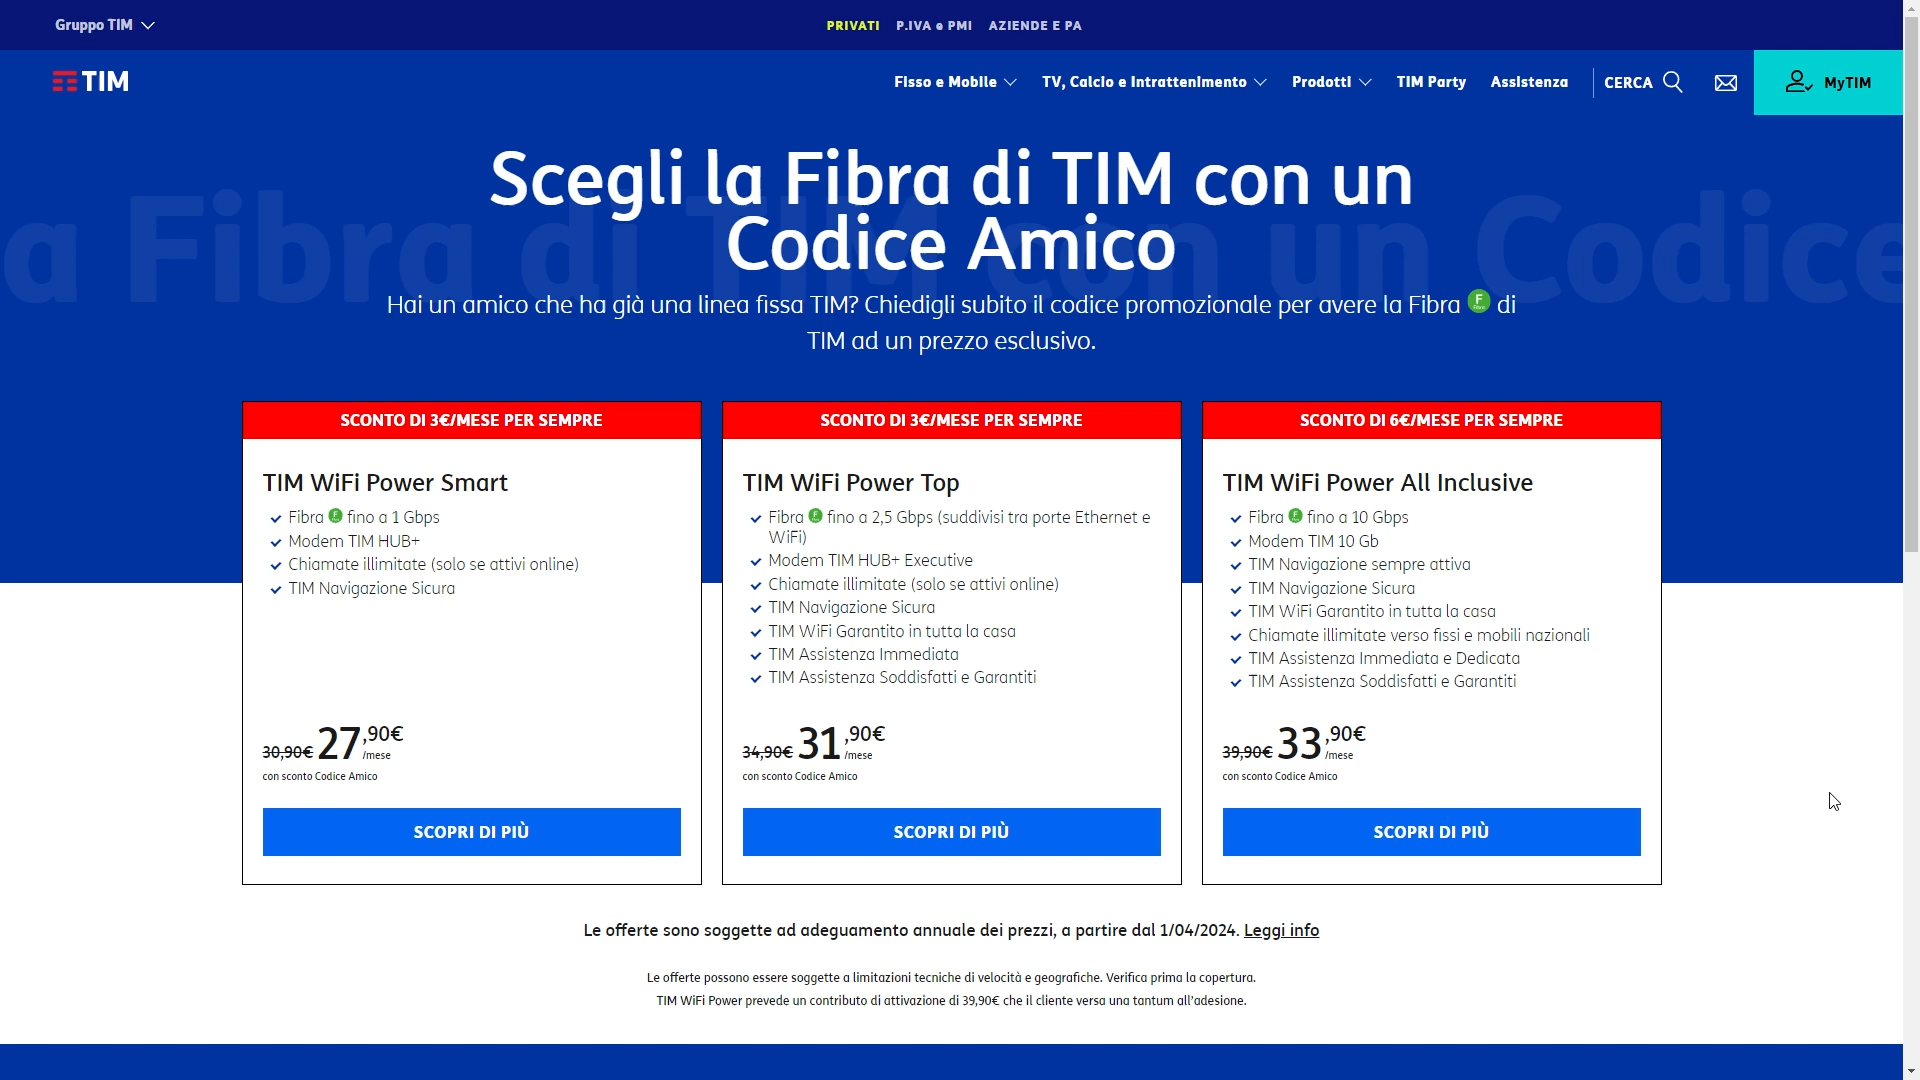 Gruppo TIM
PRIVATI P.IVA e PMI AZIENDE E PA
TIM
Fisso e Mobile TV, Calcio e Intrattenimento Prodotti TIM Party Assistenza CERCA MyTIM
a Fibra di TIM con un Codice
Scegli la Fibra di TIM con un
Codice Amico
Hai un amico che ha già una linea fissa TIM? Chiedigli subito il codice promozionale per avere la Fibra F di
TIM ad un prezzo esclusivo.
SCONTO DI 3€/MESE PER SEMPRE
TIM WiFi Power Smart
Fibra F fino a 1 Gbps
Modem TIM HUB+
Chiamate illimitate (solo se attivi online)
TIM Navigazione Sicura
30,90€ 27,90€
/mese
con sconto Codice Amico
SCOPRI DI PIÙ
SCONTO DI 3€/MESE PER SEMPRE
TIM WiFi Power Top
Fibra F fino a 2,5 Gbps (suddivisi tra porte Ethernet e
WiFi)
Modem TIM HUB+ Executive
Chiamate illimitate (solo se attivi online)
TIM Navigazione Sicura
TIM WiFi Garantito in tutta la casa
TIM Assistenza Immediata
TIM Assistenza Soddisfatti e Garantiti
34,90€ 31,90€
/mese
con sconto Codice Amico
SCOPRI DI PIÙ
SCONTO DI 6€/MESE PER SEMPRE
TIM WiFi Power All Inclusive
Fibra F fino a 10 Gbps
Modem TIM 10 Gb
TIM Navigazione sempre attiva
TIM Navigazione Sicura
TIM WiFi Garantito in tutta la casa
Chiamate illimitate verso fissi e mobili nazionali
TIM Assistenza Immediata e Dedicata
TIM Assistenza Soddisfatti e Garantiti
39,90€ 33,90€
/mese
con sconto Codice Amico
SCOPRI DI PIÙ
Le offerte sono soggette ad adeguamento annuale dei prezzi, a partire dal 1/04/2024. Leggi info
Le offerte possono essere soggette a limitazioni tecniche di velocità e geografiche. Verifica prima la copertura.
TIM WiFi Power prevede un contributo di attivazione di 39,90€ che il cliente versa una tantum all'adesione.